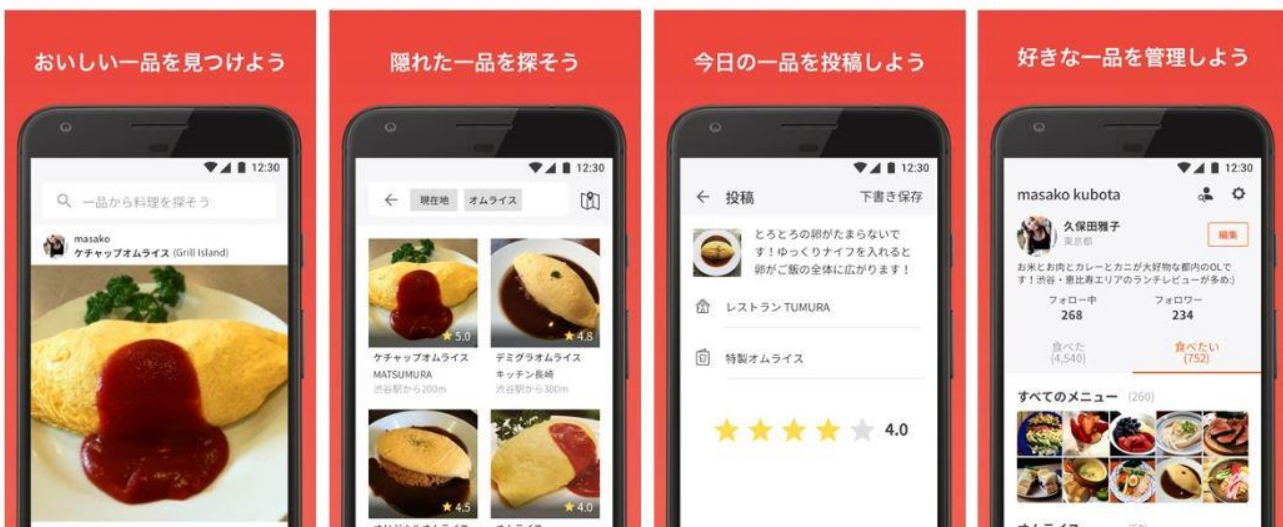 おいしい一品を見つけよう
12:30
一品から料理を探そう
masako
ケチャップオムライス (Grill Island)
隠れた一品を探そう
12:30
現在地 オムライス
5.0
4.8
ケチャップオムライス
MATSUMURA
渋谷駅から200m
デミグラオムライス
キッチン長崎
渋谷駅から300m
4.5
4.0
今日の一品を投稿しよう
12:30
投稿 下書き保存
とろとろの卵がたまらないで
す！ゆっくりナイフを入れると
卵がご飯の全体に広がります！
レストラン TUMURA
特製オムライス
4.0
好きな一品を管理しよう
12:30
masako kubota
久保田雅子
東京都
編集
お米とお肉とカレーとカニが大好物な都内のOLで
す！渋谷・恵比寿エリアのランチレビューが多め:)
フォロー中
268
フォロワー
234
食べた
(4,540)
食べたい
(752)
すべてのメニュー (260)